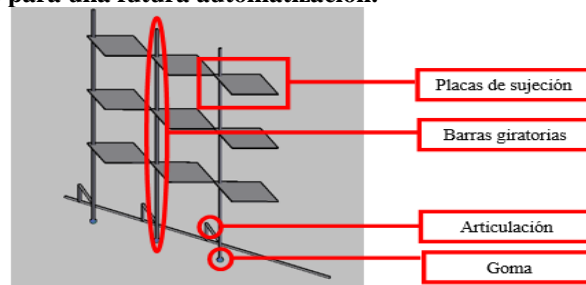 para una futura automatización.
Placas de sujeción
Barras giratorias
Articulación
Goma